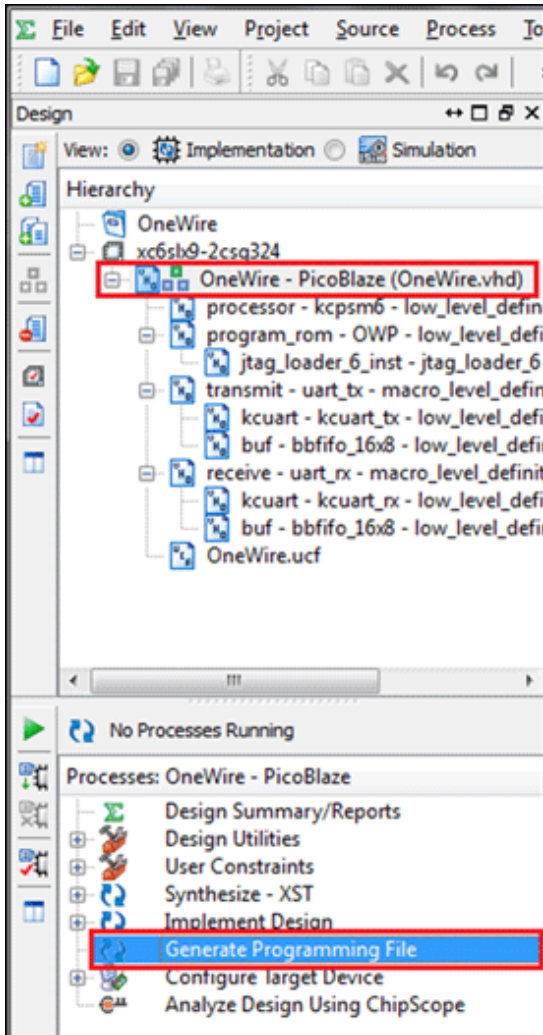 File Edit View Project Source Process To
Design
View: Implementation Simulation
Hierarchy
OneWire
xc6slx9-2csg324
OneWire - PicoBlaze (OneWire.vhd)
processor - kcpsm6 - low_level_defin
program_rom - OWP - low_level_defin
jtag_loader_6_inst - jtag_loader_6
transmit - uart_tx - macro_level_defin
kcuart - kcuart_tx - low_level_defi
buf - bbfifo_16x8 - low_level_defi
receive - uart_rx - macro_level_definit
kcuart - kcuart_rx - low_level_defi
buf - bbfifo_16x8 - low_level_defi
OneWire.ucf
No Processes Running
Processes: OneWire - PicoBlaze
Design Summary/Reports
Design Utilities
User Constraints
Synthesize - XST
Implement Design
Generate Programming File
Configure Target Device
Analyze Design Using ChipScope